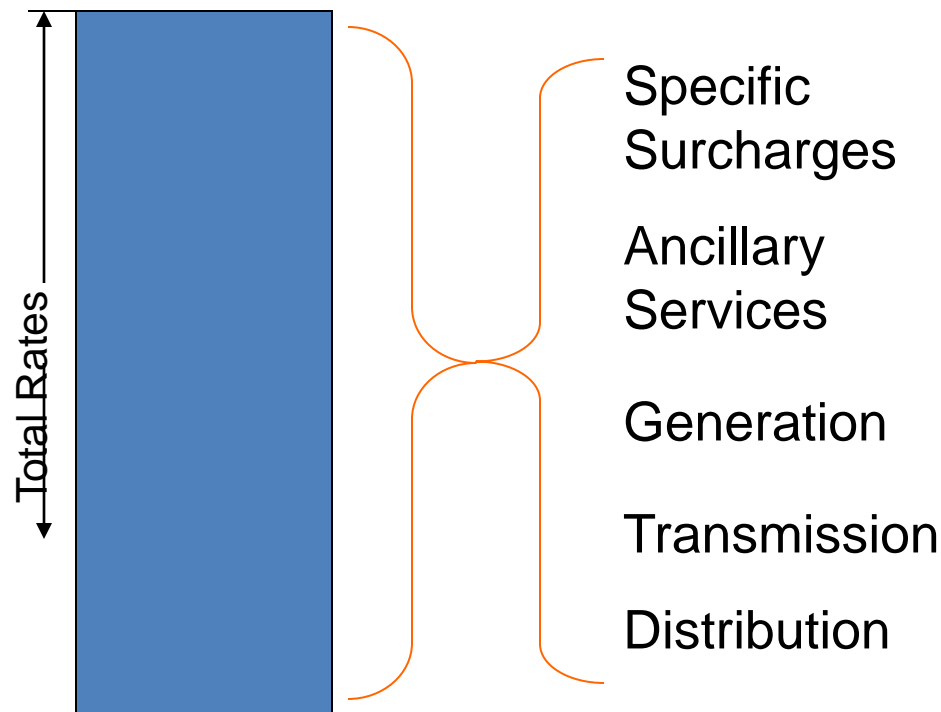 Total Rates
Specific
Surcharges
Ancillary
Services
Generation
Transmission
Distribution